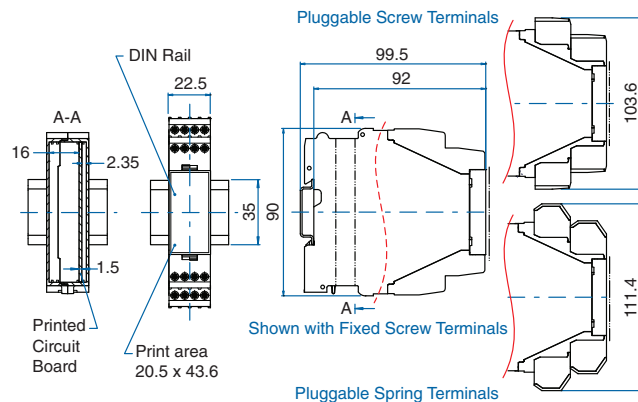 Pluggable Screw Terminals
DIN Rail
99.5
22.5
92
A-A
A
16
2.35
103.6
35
90
1.5
A
Shown with Fixed Screw Terminals
111.4
Printed
Circuit
Board
Print area
20.5 x 43.6
Pluggable Spring Terminals